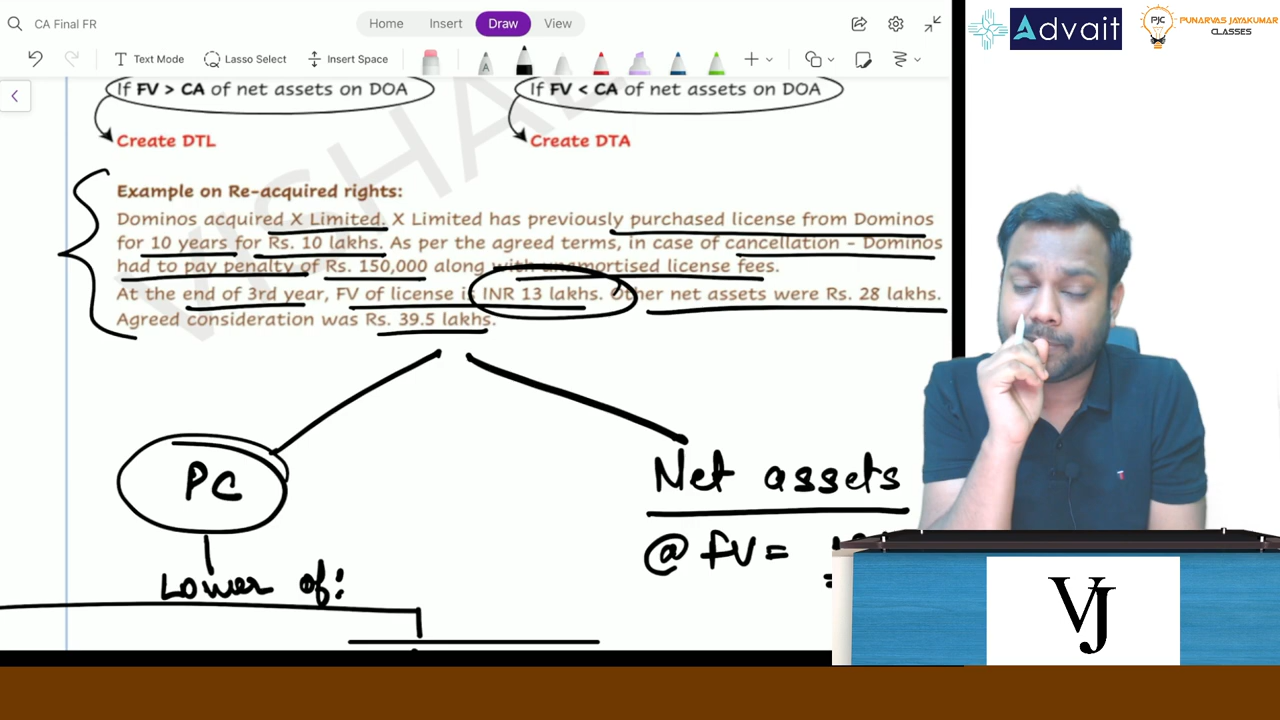 CA Final FR
Home Insert Draw View
Advait
PJC PUNARVAS JAYAKUMAR
CLASSES
Text Mode Lasso Select Insert Space
If FV > CA of net assets on DOA
If FV < CA of net assets on DOA
Create DTL
Create DTA
VISHAL
Example on Re-acquired rights:
Dominos acquired X Limited. X Limited has previously purchased license from Dominos
for 10 years for Rs. 10 lakhs. As per the agreed terms, in case of cancellation - Dominos
had to pay penalty of Rs. 150,000 along with unamortised license fees.
At the end of 3rd year, FV of license is INR 13 lakhs. Other net assets were Rs. 28 lakhs.
Agreed consideration was Rs. 39.5 lakhs.
PC
Net assets
@ FV =
Lower of:
VJ